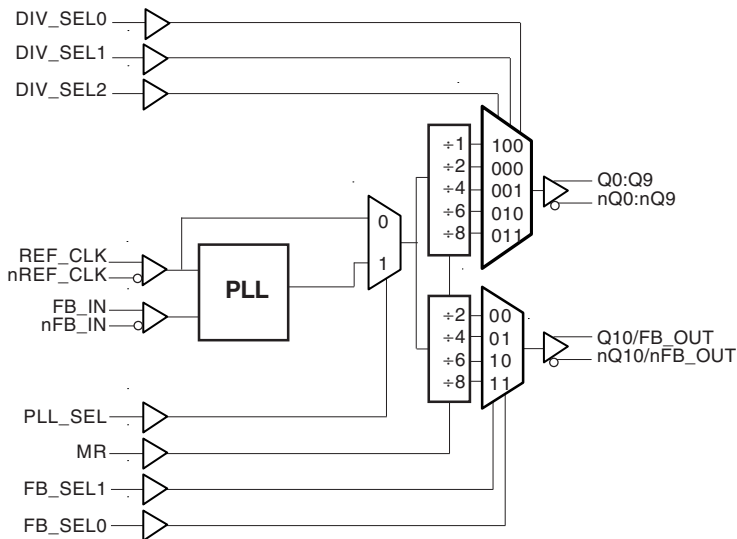 DIV_SEL0
DIV_SEL1
DIV_SEL2
÷1
÷2
÷4
÷6
÷8
100
000
001
010
011
Q0:Q9
nQ0:nQ9
0
1
REF_CLK
nREF_CLK
PLL
FB_IN
nFB_IN
÷2
÷4
÷6
÷8
00
01
10
11
Q10/FB_OUT
nQ10/nFB_OUT
PLL_SEL
MR
FB_SEL1
FB_SEL0